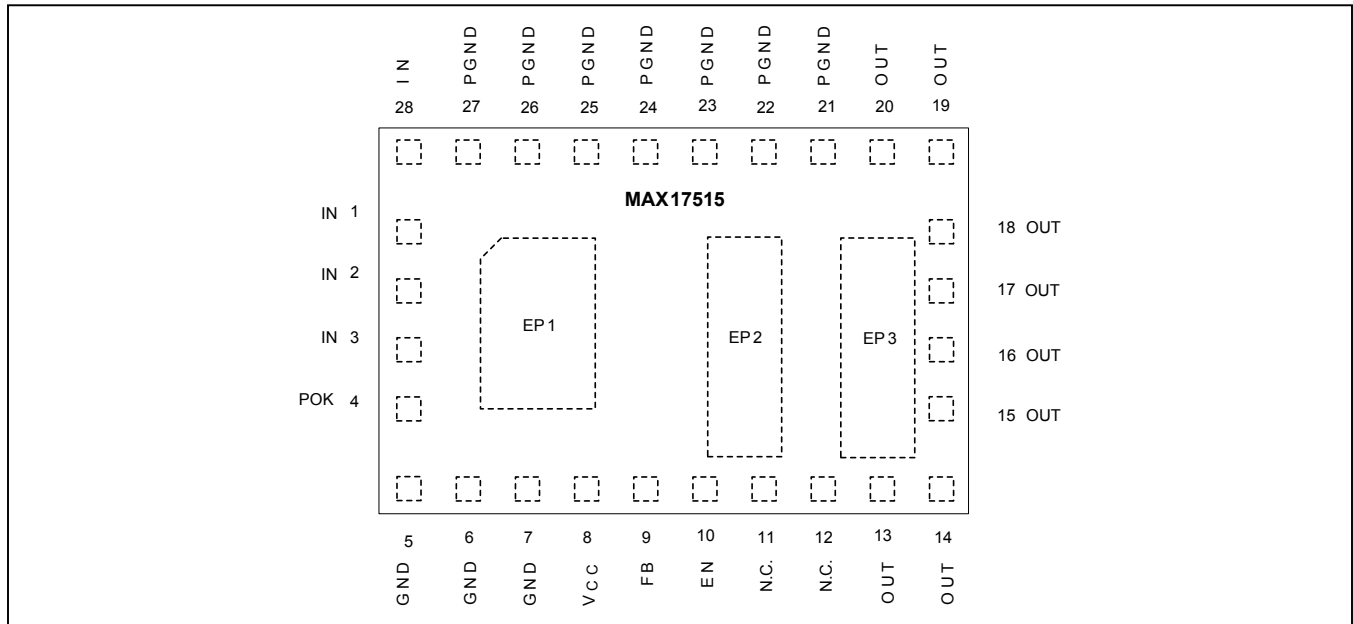 IN PGND PGND PGND PGND PGND PGND PGND OUT OUT
28 27 26 25 24 23 22 21 20 19
MAX17515
IN 1
18 OUT
IN 2
17 OUT
IN 3
EP1 EP2 EP3
16 OUT
POK 4
15 OUT
5 6 7 8 9 10 11 12 13 14
GND GND GND VCC FB EN N.C. N.C. OUT OUT